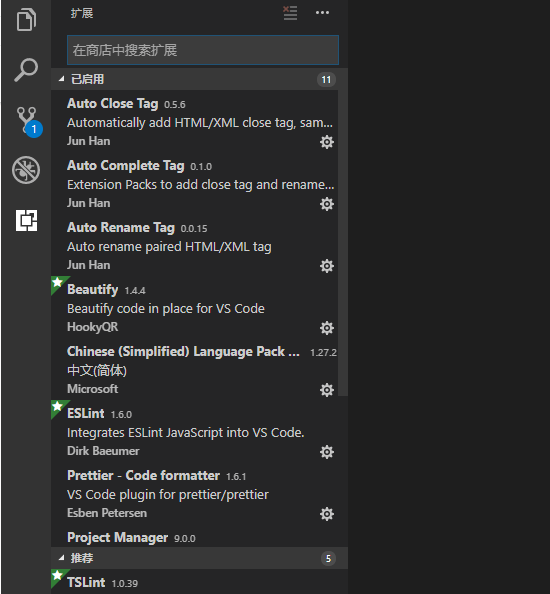 扩展
在商店中搜索扩展
已启用 11
Auto Close Tag 0.5.6
Automatically add HTML/XML close tag, sam...
Jun Han
1
Auto Complete Tag 0.1.0
Extension Packs to add close tag and rename...
Jun Han
Auto Rename Tag 0.0.15
Auto rename paired HTML/XML tag
Jun Han
Beautify 1.4.4
Beautify code in place for VS Code
HookyQR
Chinese (Simplified) Language Pack ... 1.27.2
中文(简体)
Microsoft
ESLint 1.6.0
Integrates ESLint JavaScript into VS Code.
Dirk Baeumer
Prettier - Code formatter 1.6.1
VS Code plugin for prettier/prettier
Esben Petersen
Project Manager 9.0.0
推荐 5
TSLint 1.0.39